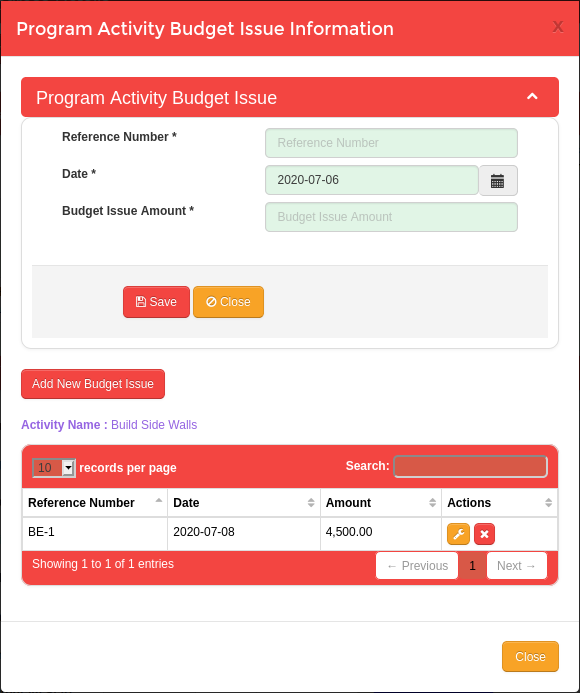 Program Activity Budget Issue Information X
Program Activity Budget Issue
Reference Number * Reference Number
Date * 2020-07-06
Budget Issue Amount * Budget Issue Amount
Save Close
Add New Budget Issue
Activity Name : Build Side Walls
10 records per page Search:
Reference Number Date Amount Actions
BE-1 2020-07-08 4,500.00
Showing 1 to 1 of 1 entries ← Previous 1 Next →
Close